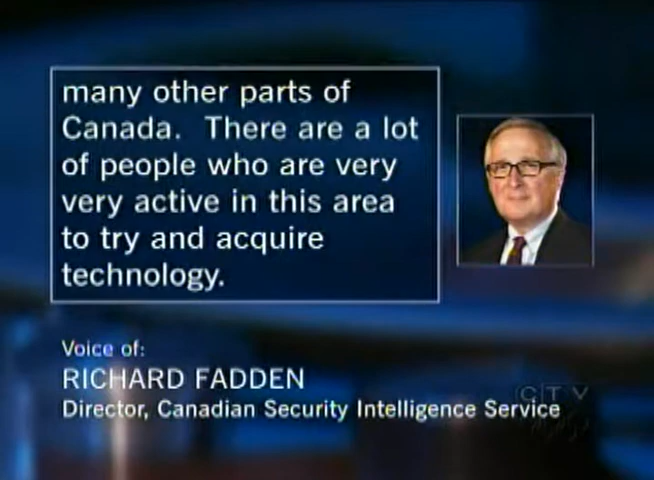 many other parts of
Canada. There are a lot
of people who are very
very active in this area
to try and acquire
technology.
Voice of:
RICHARD FADDEN
Director, Canadian Security Intelligence Service
CTV